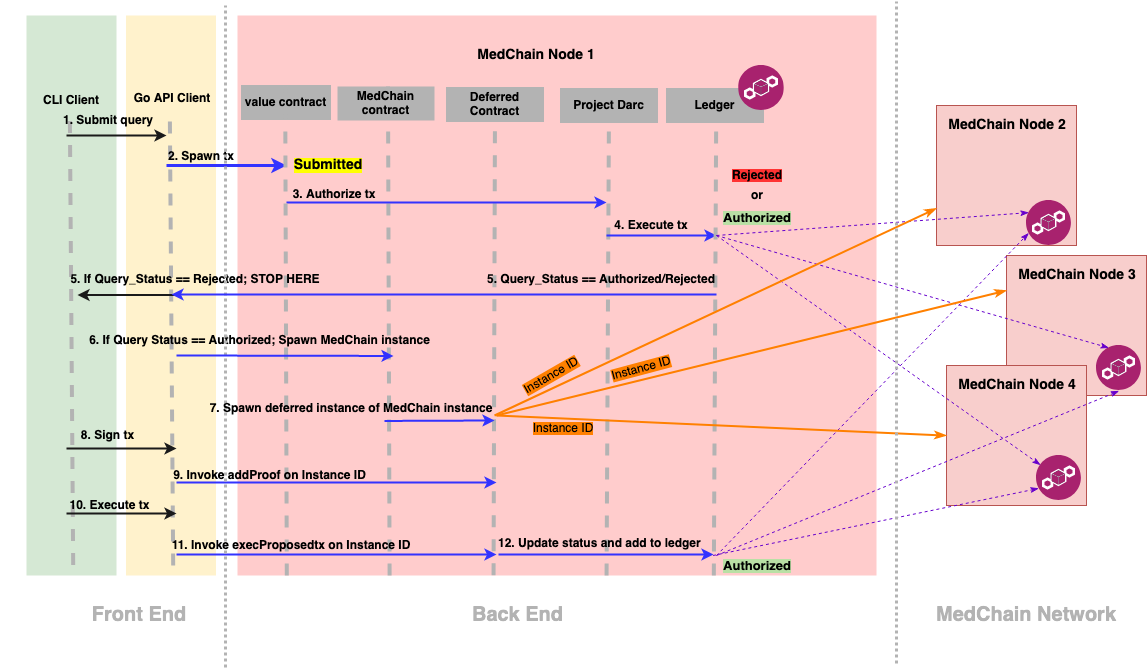 MedChain Node 1
CLI Client
Go API Client
value contract
MedChain
contract
Deferred
Contract
Project Darc
Ledger
1. Submit query
2. Spawn tx
Submitted
3. Authorize tx
4. Execute tx
Rejected
or
Authorized
5. If Query_Status == Rejected; STOP HERE
5. Query_Status == Authorized/Rejected
6. If Query Status == Authorized; Spawn MedChain instance
7. Spawn deferred instance of MedChain instance
Instance ID
Instance ID
Instance ID
8. Sign tx
9. Invoke addProof on Instance ID
10. Execute tx
11. Invoke execProposedtx on Instance ID
12. Update status and add to ledger
Authorized
MedChain Node 2
MedChain Node 3
MedChain Node 4
Front End
Back End
MedChain Network